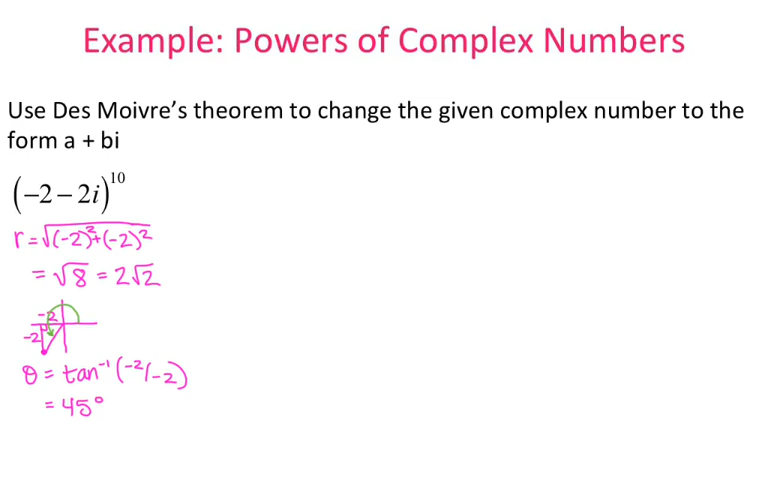 Example: Powers of Complex Numbers
Use Des Moivre’s theorem to change the given complex number to the
form a + bi
(−2 − 2i)¹⁰
r = √(-2)²+(-2)²
= √8 = 2√2
-2
-2
θ = tan⁻¹(-2/-2)
= 45°